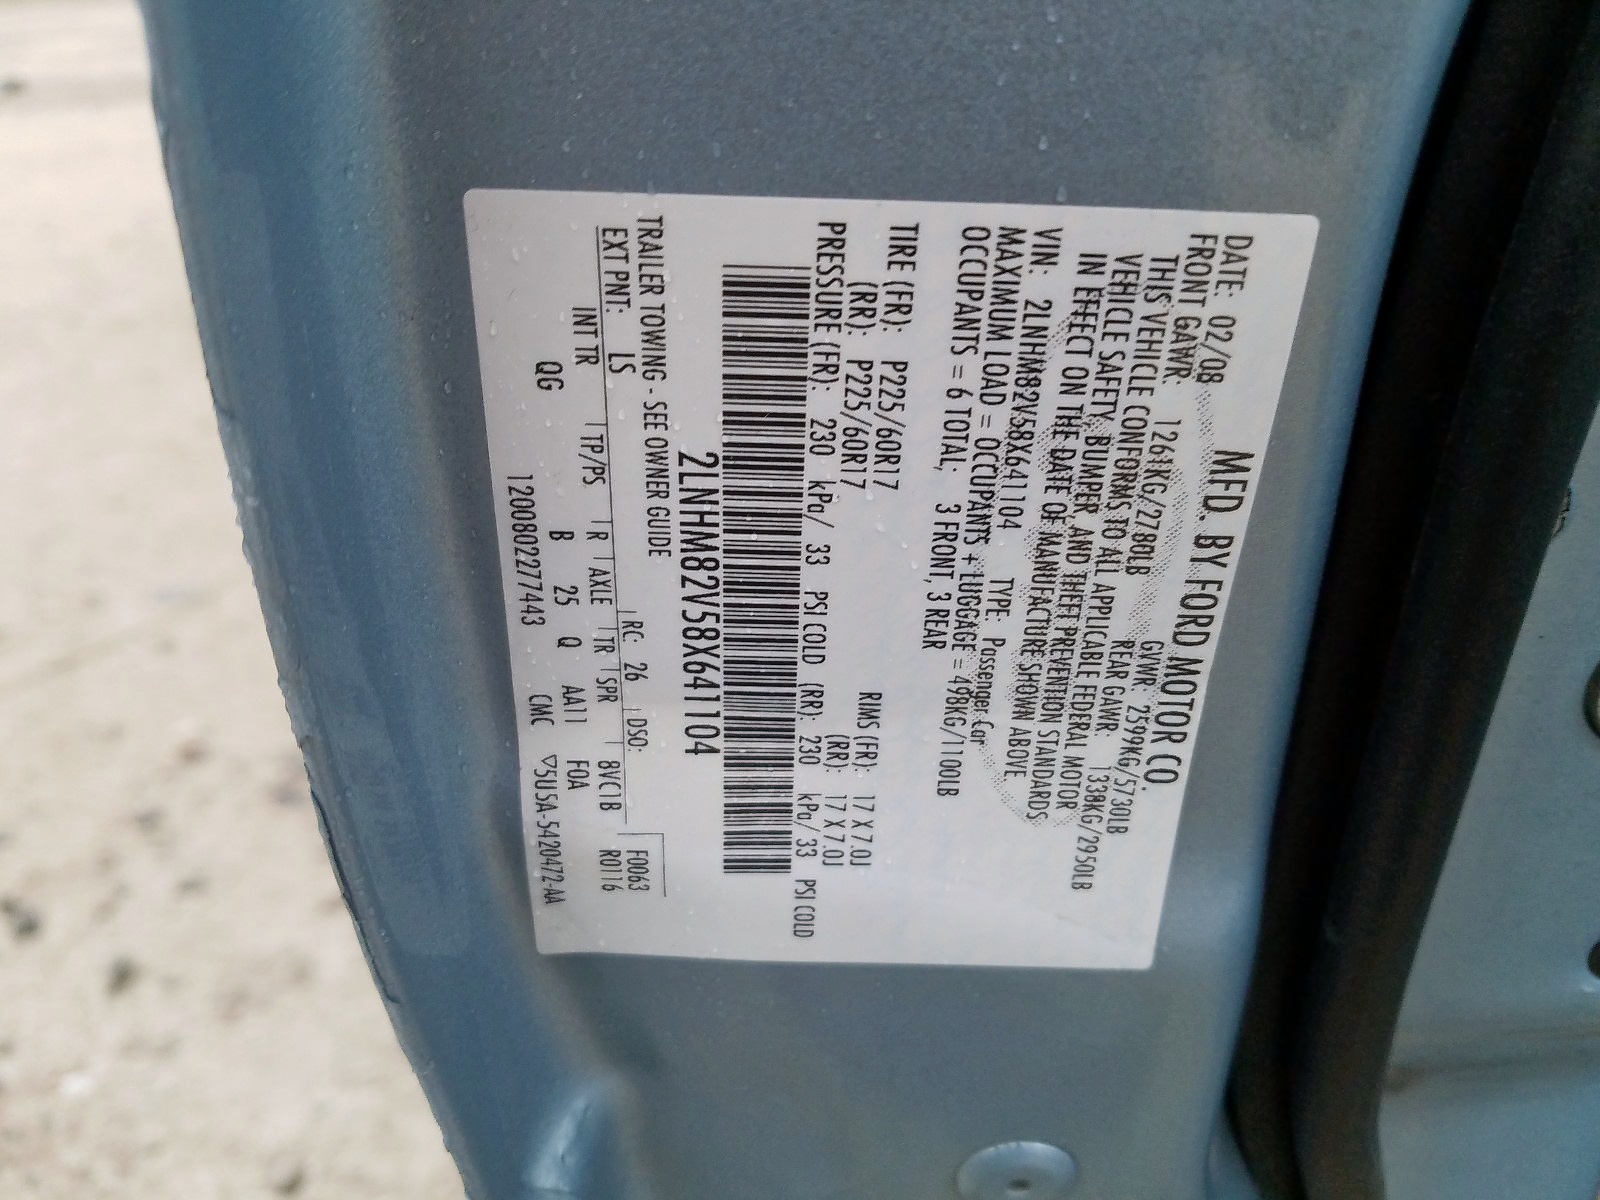 MFD. BY FORD MOTOR CO.
DATE: 02/08 GVWR: 2599KG/5730LB
FRONT GAWR: 1261KG/2780LB REAR GAWR: 1338KG/2950LB
THIS VEHICLE CONFORMS TO ALL APPLICABLE FEDERAL MOTOR
VEHICLE SAFETY, BUMPER, AND THEFT PREVENTION STANDARDS
IN EFFECT ON THE DATE OF MANUFACTURE SHOWN ABOVE
VIN: 2LNHM82V58X641104 TYPE: Passenger Car
MAXIMUM LOAD = OCCUPANTS + LUGGAGE = 498KG/1100LB
OCCUPANTS = 6 TOTAL; 3 FRONT, 3 REAR
TIRE (FR): P225/60R17 RIMS (FR): 17 X 7.0J
(RR): P225/60R17 (RR): 17 X 7.0J
PRESSURE (FR): 230 kPa/ 33 PSI COLD (RR): 230 kPa/ 33 PSI COLD
2LNHM82V58X641104
TRAILER TOWING - SEE OWNER GUIDE
EXT PNT: LS RC: 26 DSO: F0063
INT TR TP/PS R AXLE TR SPR 8VC1B R0116
QG B 25 Q AA11 F0A
1200802277443 CMC ▽5U5A-5420472-AA